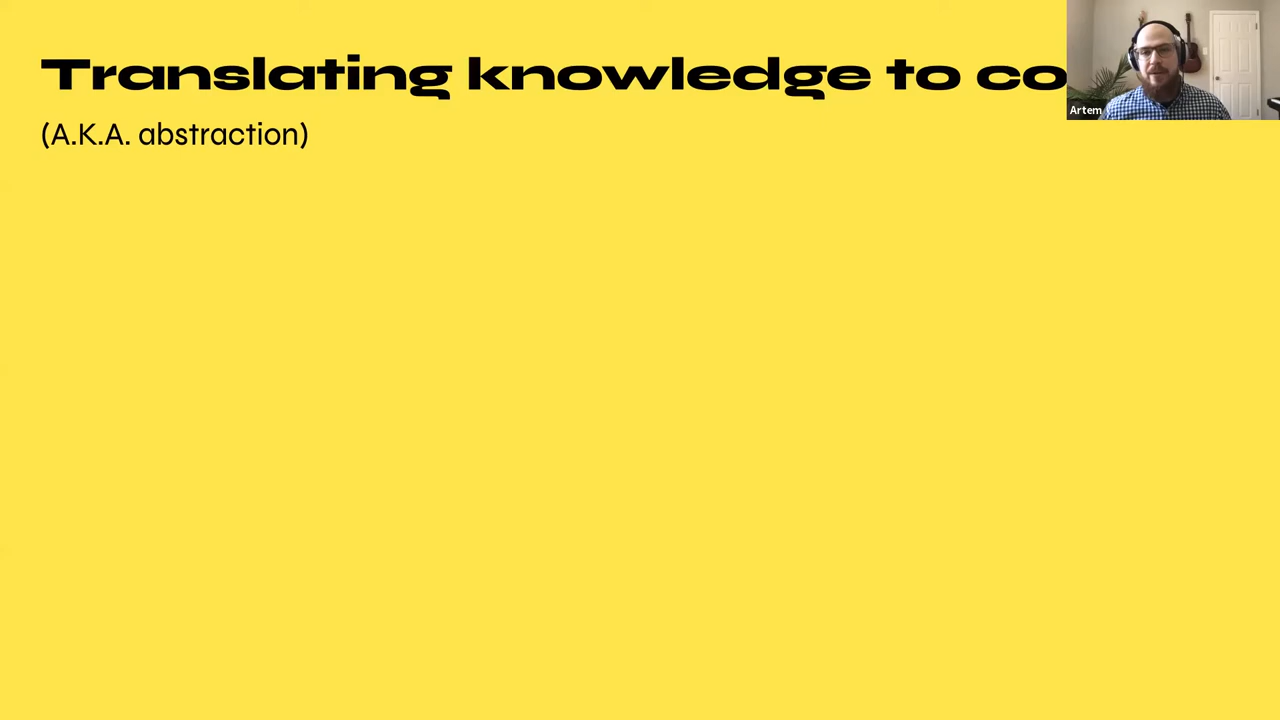 Translating knowledge to co
(A.K.A. abstraction)
Artem